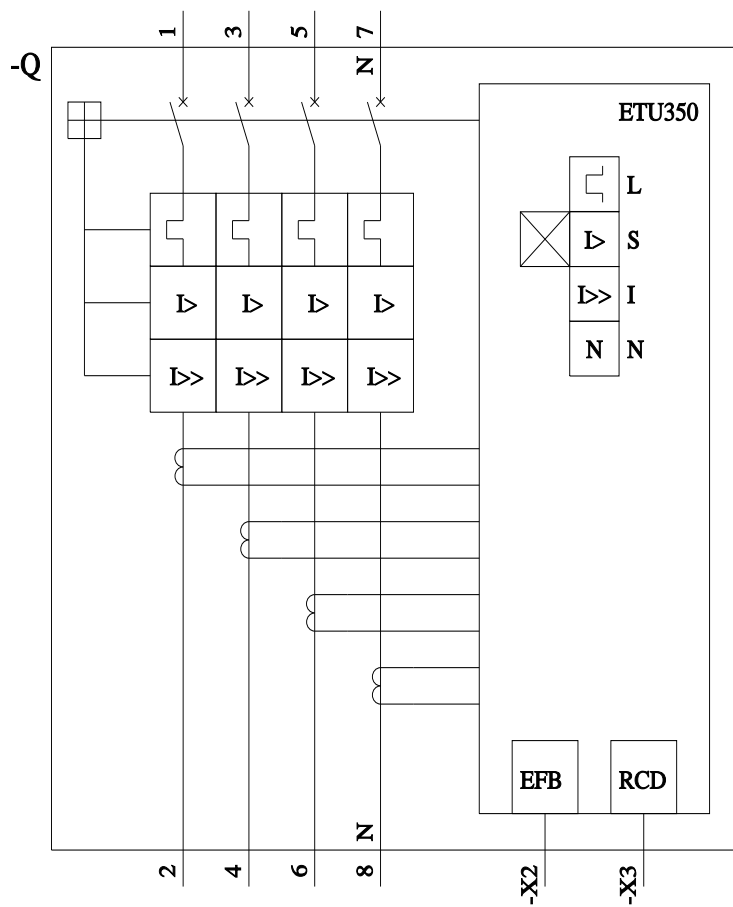 1 3 5 7
-Q N
ETU350
L
I> S
I> I> I> I> I>> I
N N
I>> I>> I>> I>>
EFB RCD
N
2 4 6 8 -X2 -X3